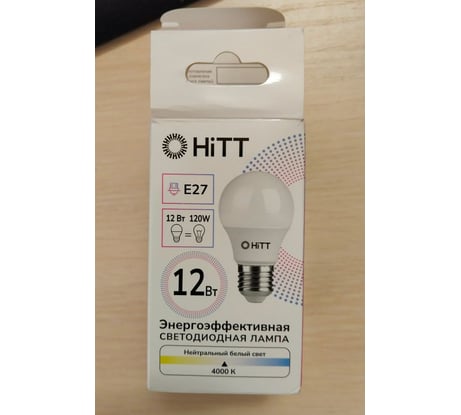 HiTT
E27
12 Вт 120W
=
HiTT
12Вт
Энергоэффективная
СВЕТОДИОДНАЯ ЛАМПА
Нейтральный белый свет
4000 К